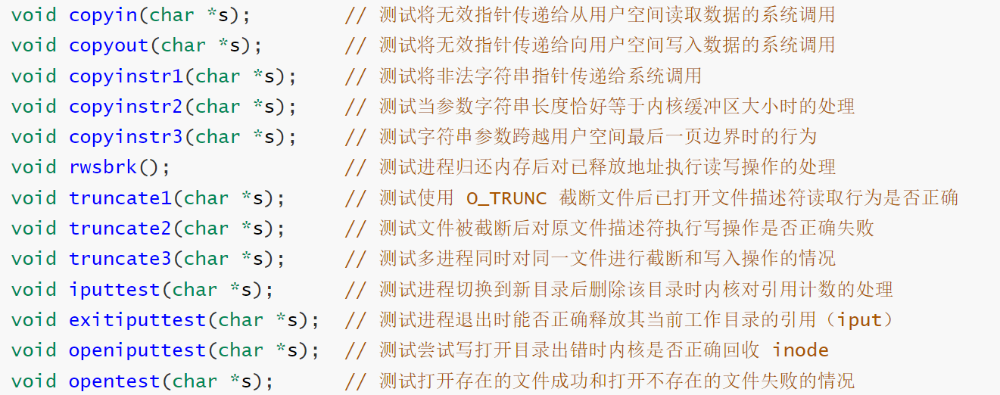 void copyin(char *s);        // 测试将无效指针传递给从用户空间读取数据的系统调用
void copyout(char *s);       // 测试将无效指针传递给向用户空间写入数据的系统调用
void copyinstr1(char *s);    // 测试将非法字符串指针传递给系统调用
void copyinstr2(char *s);    // 测试当参数字符串长度恰好等于内核缓冲区大小时的处理
void copyinstr3(char *s);    // 测试字符串参数跨越用户空间最后一页边界时的行为
void rwsbrk();               // 测试进程归还内存后对已释放地址执行读写操作的处理
void truncate1(char *s);     // 测试使用 O_TRUNC 截断文件后已打开文件描述符读取行为是否正确
void truncate2(char *s);     // 测试文件被截断后对原文件描述符执行写操作是否正确失败
void truncate3(char *s);     // 测试多进程同时对同一文件进行截断和写入操作的情况
void iputtest(char *s);      // 测试进程切换到新目录后删除该目录时内核对引用计数的处理
void exitiputtest(char *s);  // 测试进程退出时能否正确释放其当前工作目录的引用（iput）
void openiputtest(char *s);  // 测试尝试写打开目录出错时内核是否正确回收 inode
void opentest(char *s);      // 测试打开存在的文件成功和打开不存在的文件失败的情况